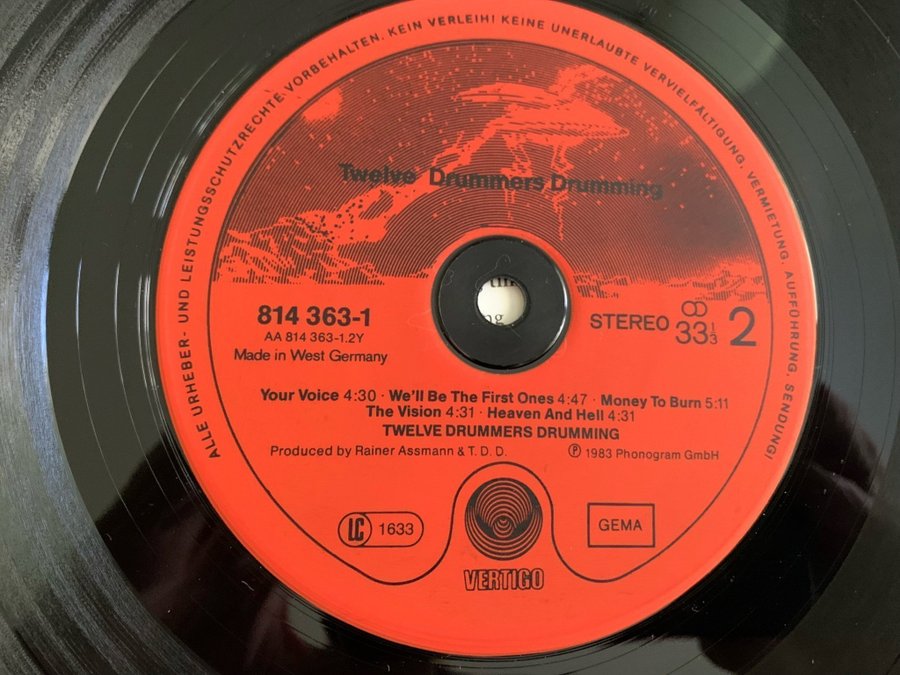 ALLE URHEBER- UND LEISTUNGSSCHUTZRECHTE VORBEHALTEN. KEIN VERLEIH! KEINE UNERLAUBTE VERVIELFÄLTIGUNG, VERMIETUNG, AUFFÜHRUNG, SENDUNG!
Twelve Drummers Drumming
814 363-1
AA 814 363-1.2Y
Made in West Germany
STEREO 33 1/3 2
Your Voice 4:30 · We'll Be The First Ones 4:47 · Money To Burn 5:11
The Vision 4:31 · Heaven And Hell 4:31
TWELVE DRUMMERS DRUMMING
Produced by Rainer Assmann & T. D. D. ℗ 1983 Phonogram GmbH
LC 1633
GEMA
VERTIGO